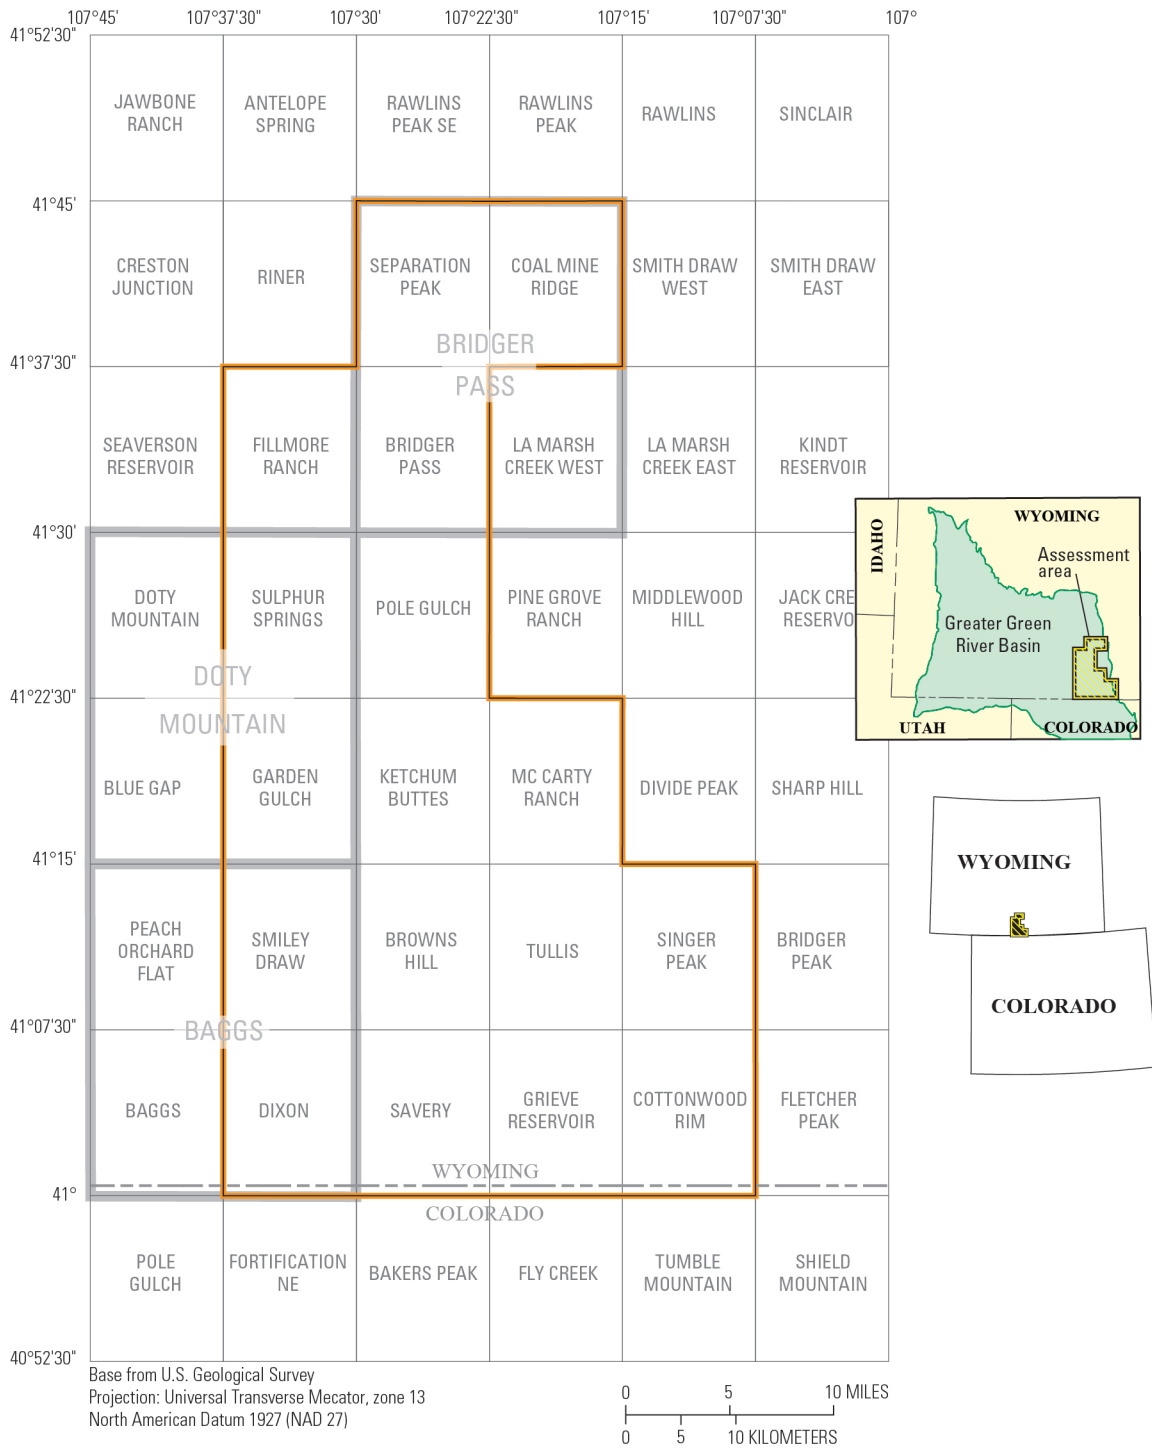 107°45'
107°37'30"
107°30'
107°22'30"
107°15'
107°07'30"
107°
41°52'30"
JAWBONE
RANCH
ANTELOPE
SPRING
RAWLINS
PEAK SE
RAWLINS
PEAK
RAWLINS
SINCLAIR
41°45'
CRESTON
JUNCTION
RINER
SEPARATION
PEAK
COAL MINE
RIDGE
SMITH DRAW
WEST
SMITH DRAW
EAST
BRIDGER
PASS
41°37'30"
SEAVERSON
RESERVOIR
FILLMORE
RANCH
BRIDGER
PASS
LA MARSH
CREEK WEST
LA MARSH
CREEK EAST
KINDT
RESERVOIR
41°30'
DOTY
MOUNTAIN
SULPHUR
SPRINGS
POLE GULCH
PINE GROVE
RANCH
MIDDLEWOOD
HILL
JACK CRE
RESERVO
DOTY
MOUNTAIN
41°22'30"
BLUE GAP
GARDEN
GULCH
KETCHUM
BUTTES
MC CARTY
RANCH
DIVIDE PEAK
SHARP HILL
41°15'
PEACH
ORCHARD
FLAT
SMILEY
DRAW
BROWNS
HILL
TULLIS
SINGER
PEAK
BRIDGER
PEAK
41°07'30"
BAGGS
BAGGS
DIXON
SAVERY
GRIEVE
RESERVOIR
COTTONWOOD
RIM
FLETCHER
PEAK
WYOMING
41°
COLORADO
POLE
GULCH
FORTIFICATION
NE
BAKERS PEAK
FLY CREEK
TUMBLE
MOUNTAIN
SHIELD
MOUNTAIN
40°52'30"
IDAHO
WYOMING
Assessment
area
Greater Green
River Basin
UTAH
COLORADO
WYOMING
COLORADO
Base from U.S. Geological Survey
Projection: Universal Transverse Mecator, zone 13
North American Datum 1927 (NAD 27)
0 5 10 MILES
0 5 10 KILOMETERS